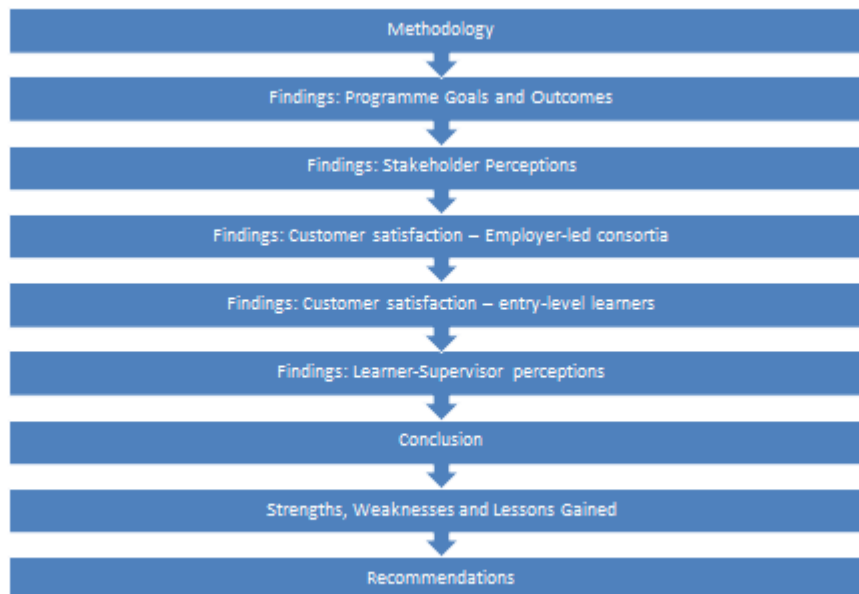 Methodology
Findings: Programme Goals and Outcomes
Findings: Stakeholder Perceptions
Findings: Customer satisfaction – Employer-led consortia
Findings: Customer satisfaction – entry-level learners
Findings: Learner-Supervisor perceptions
Conclusion
Strengths, Weaknesses and Lessons Gained
Recommendations